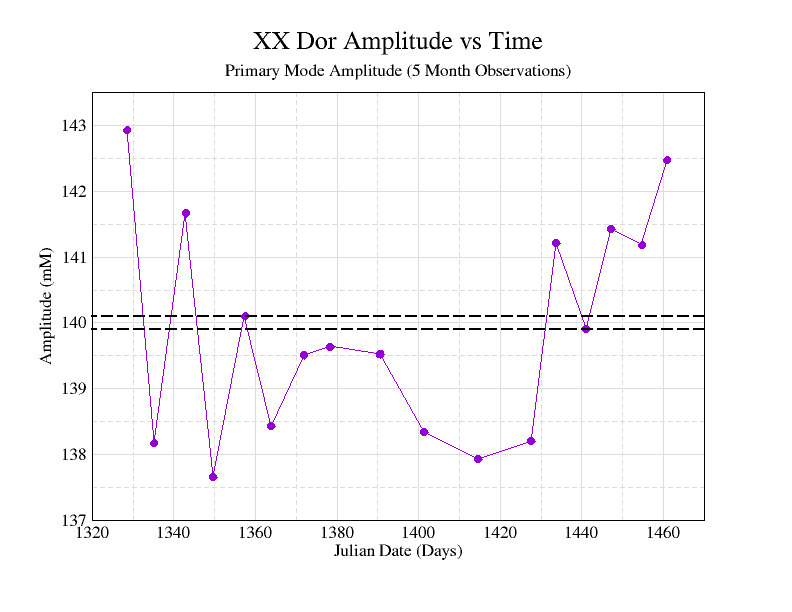 XX Dor Amplitude vs Time
Primary Mode Amplitude (5 Month Observations)
143
142
141
140
139
138
137
Amplitude (mM)
1320 1340 1360 1380 1400 1420 1440 1460
Julian Date (Days)